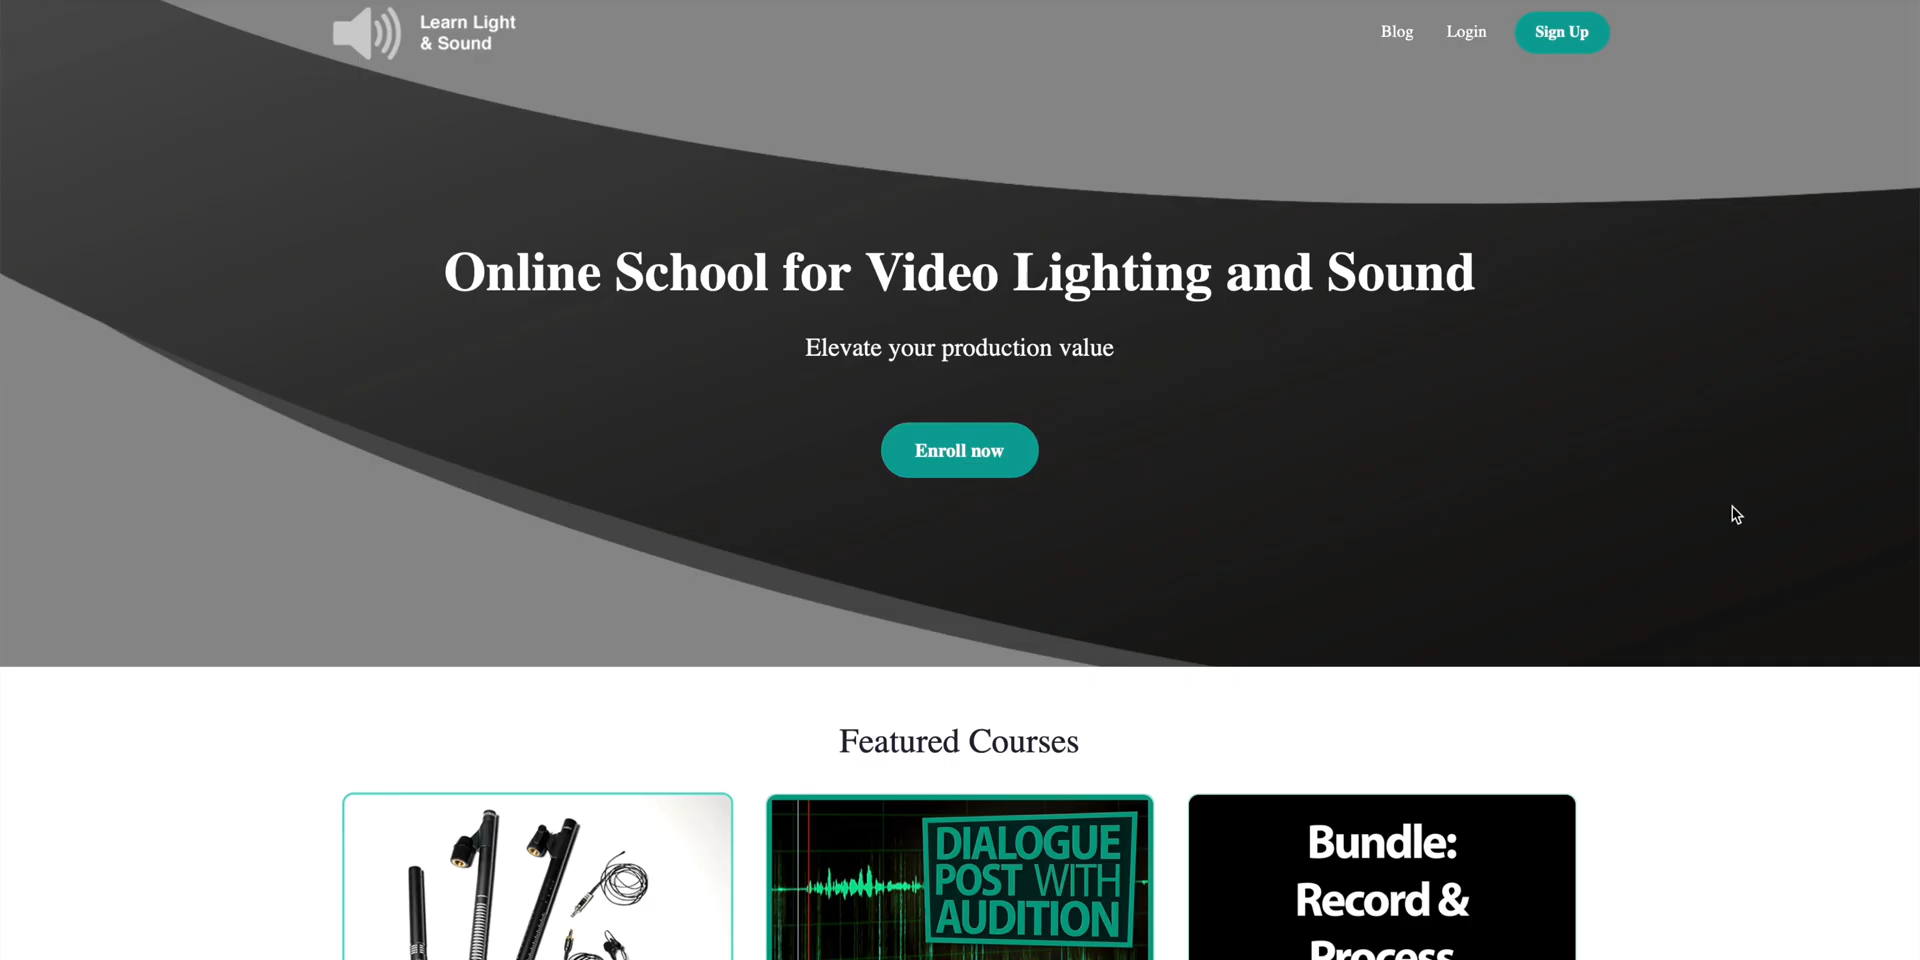 Learn Light
& Sound
Blog
Login
Sign Up
Online School for Video Lighting and Sound
Elevate your production value
Enroll now
Featured Courses
DIALOGUE
POST WITH
AUDITION
Bundle:
Record &
Process